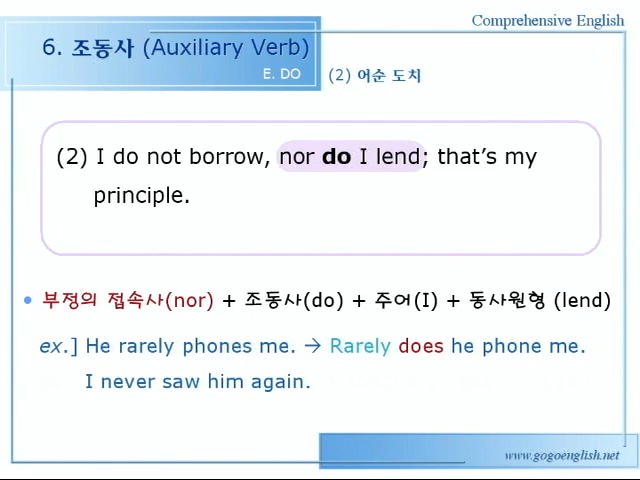 Comprehensive English
6. 조동사 (Auxiliary Verb)
E. DO
(2) 어순 도치
(2) I do not borrow, nor do I lend; that’s my
principle.
• 부정의 접속사(nor) + 조동사(do) + 주어(I) + 동사원형 (lend)
ex.] He rarely phones me. → Rarely does he phone me.
I never saw him again.
www.gogoenglish.net